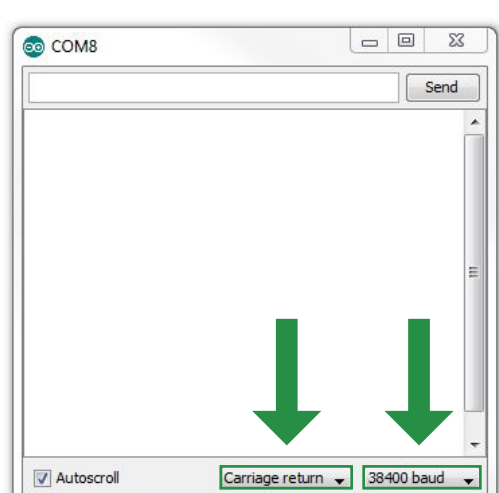 COM8
Send
Autoscroll
Carriage return
38400 baud